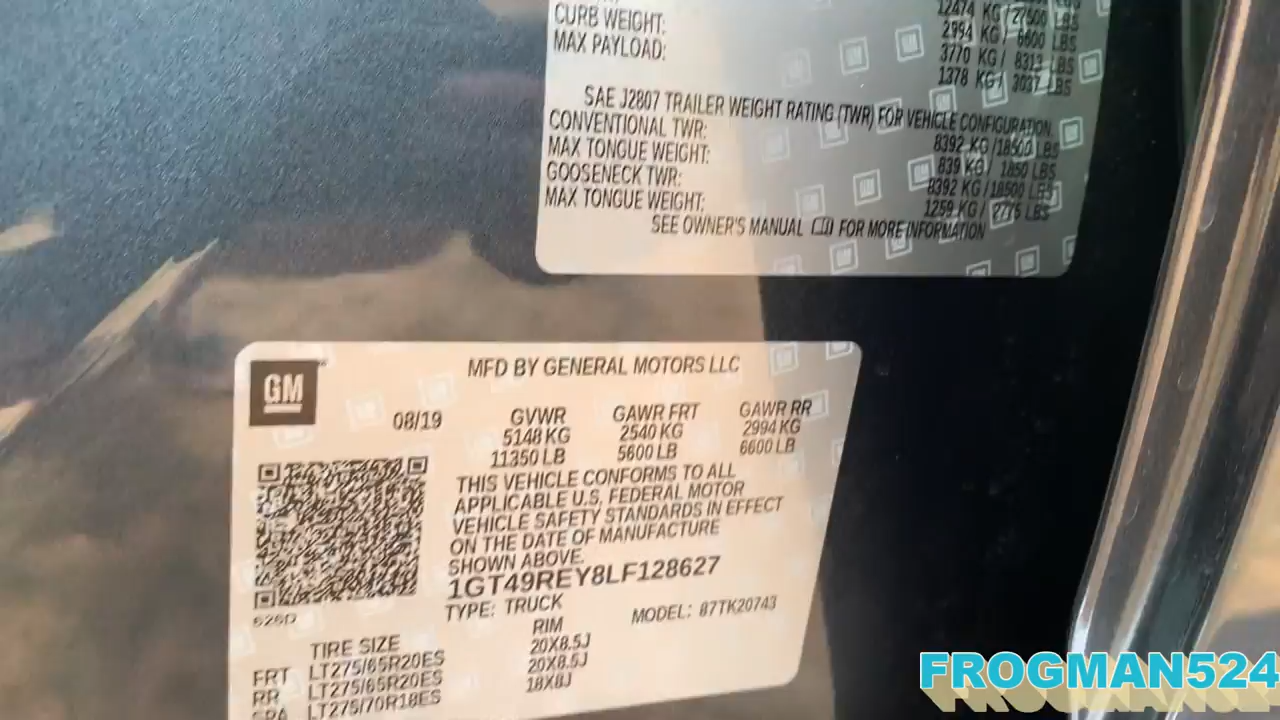 12474 KG / 27500 LBS
2994 KG / 6600 LBS
CURB WEIGHT: 3770 KG / 8313 LBS
MAX PAYLOAD: 1378 KG / 3037 LBS
SAE J2807 TRAILER WEIGHT RATING (TWR) FOR VEHICLE CONFIGURATION.
CONVENTIONAL TWR: 8392 KG / 18500 LBS
MAX TONGUE WEIGHT: 839 KG / 1850 LBS
GOOSENECK TWR: 8392 KG / 18500 LBS
MAX TONGUE WEIGHT: 1259 KG / 2775 LBS
SEE OWNER'S MANUAL FOR MORE INFORMATION
GM
MFD BY GENERAL MOTORS LLC
08/19 GVWR GAWR FRT GAWR RR
5148 KG 2540 KG 2994 KG
11350 LB 5600 LB 6600 LB
THIS VEHICLE CONFORMS TO ALL
APPLICABLE U.S. FEDERAL MOTOR
VEHICLE SAFETY STANDARDS IN EFFECT
ON THE DATE OF MANUFACTURE
SHOWN ABOVE.
1GT49REY8LF128627
TYPE: TRUCK MODEL: 87TK20743
TIRE SIZE RIM
FRT LT275/65R20ES 20X8.5J
RR LT275/65R20ES 20X8.5J
SPA LT275/70R18ES 18X8J
FROGMAN524